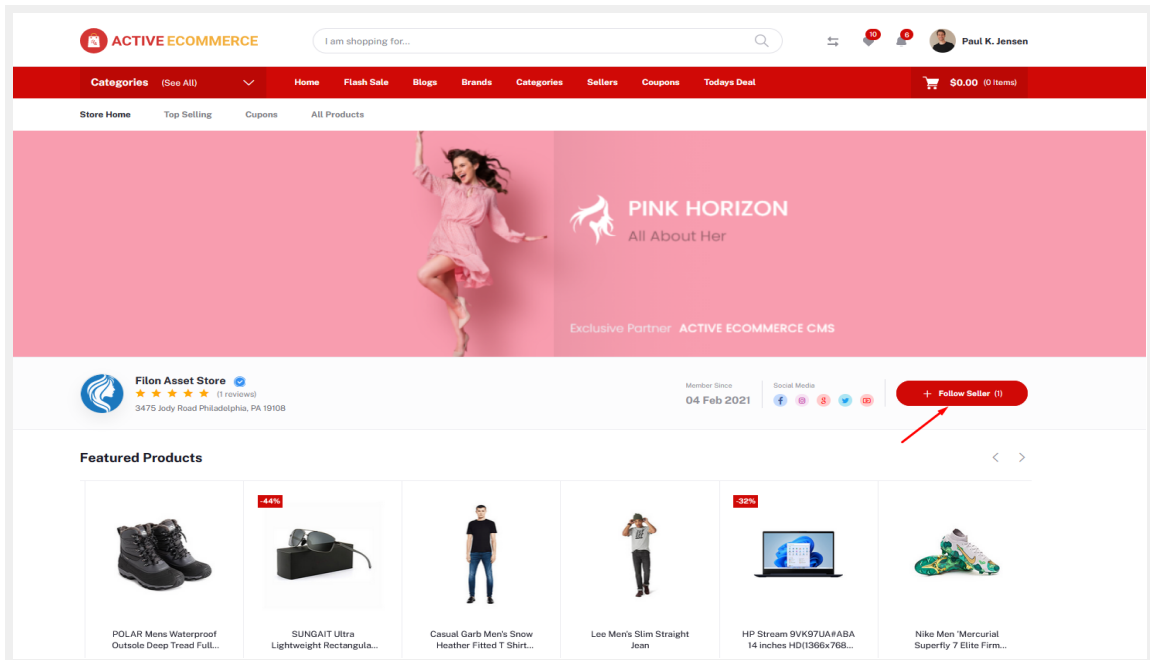 ACTIVE ECOMMERCE
I am shopping for...
10
6
Paul K. Jensen
Categories (See All)
Home Flash Sale Blogs Brands Categories Sellers Coupons Todays Deal
$0.00 (0 Items)
Store Home Top Selling Cupons All Products
PINK HORIZON
All About Her
Exclusive Partner ACTIVE ECOMMERCE CMS
Filon Asset Store
(1 reviews)
3475 Jody Road Philadelphia, PA 19108
Member Since
04 Feb 2021
Social Media
+ Follow Seller (1)
Featured Products
-44%
-32%
POLAR Mens Waterproof
Outsole Deep Tread Full...
SUNGAIT Ultra
Lightweight Rectangula...
Casual Garb Men's Snow
Heather Fitted T Shirt...
Lee Men's Slim Straight
Jean
HP Stream 9VK97UA#ABA
14 inches HD(1366x768...
Nike Men 'Mercurial
Superfly 7 Elite Firm...